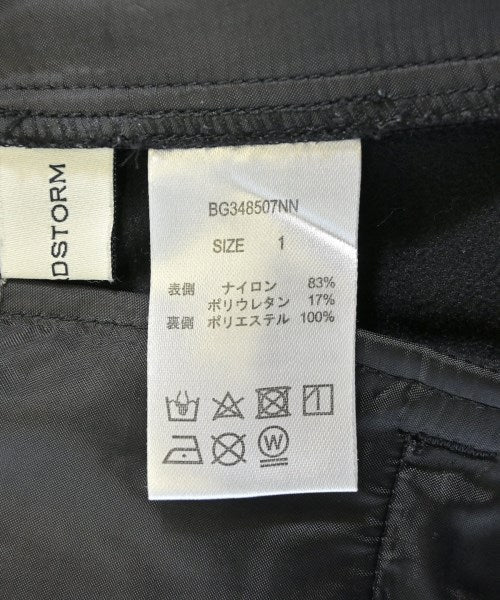 DSTORM
BG348507NN
SIZE 1
表側 ナイロン 83%
ポリウレタン 17%
裏側 ポリエステル 100%
W